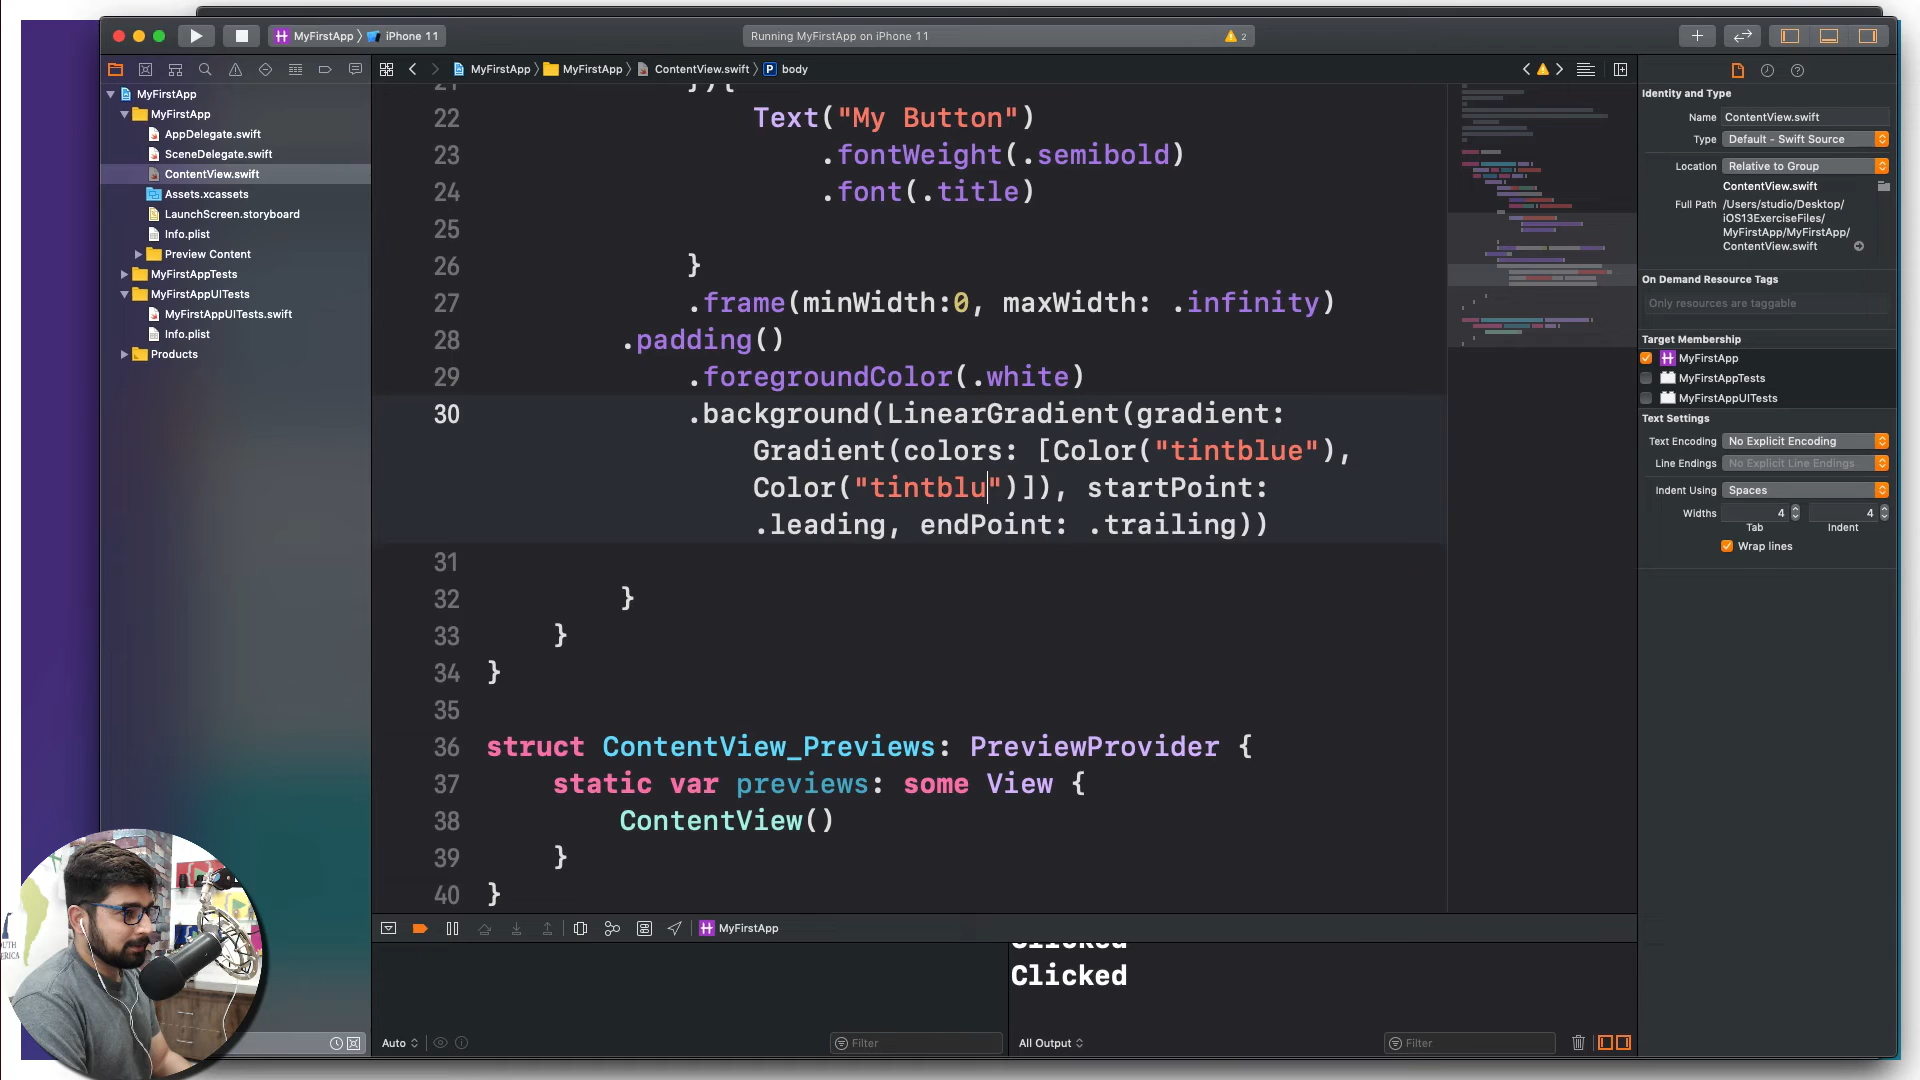 MyFirstApp
iPhone 11
Running MyFirstApp on iPhone 11
2
MyFirstApp
MyFirstApp
ContentView.swift
P body
MyFirstApp
MyFirstApp
AppDelegate.swift
SceneDelegate.swift
ContentView.swift
Assets.xcassets
LaunchScreen.storyboard
Info.plist
Preview Content
MyFirstAppTests
MyFirstAppUITests
MyFirstAppUITests.swift
Info.plist
Products
21 }){
22 Text("My Button")
23 .fontWeight(.semibold)
24 .font(.title)
25
26 }
27 .frame(minWidth:0, maxWidth: .infinity)
28 .padding()
29 .foregroundColor(.white)
30 .background(LinearGradient(gradient:
Gradient(colors: [Color("tintblue"),
Color("tintblu")]), startPoint:
.leading, endPoint: .trailing))
31
32 }
33 }
34 }
35
36 struct ContentView_Previews: PreviewProvider {
37 static var previews: some View {
38 ContentView()
39 }
40 }
MyFirstApp
Clicked
Clicked
Auto
Filter
All Output
Filter
Identity and Type
Name ContentView.swift
Type Default - Swift Source
Location Relative to Group
ContentView.swift
Full Path /Users/studio/Desktop/
iOS13ExerciseFiles/
MyFirstApp/MyFirstApp/
ContentView.swift
On Demand Resource Tags
Only resources are taggable
Target Membership
MyFirstApp
MyFirstAppTests
MyFirstAppUITests
Text Settings
Text Encoding No Explicit Encoding
Line Endings No Explicit Line Endings
Indent Using Spaces
Widths 4 4
Tab Indent
Wrap lines